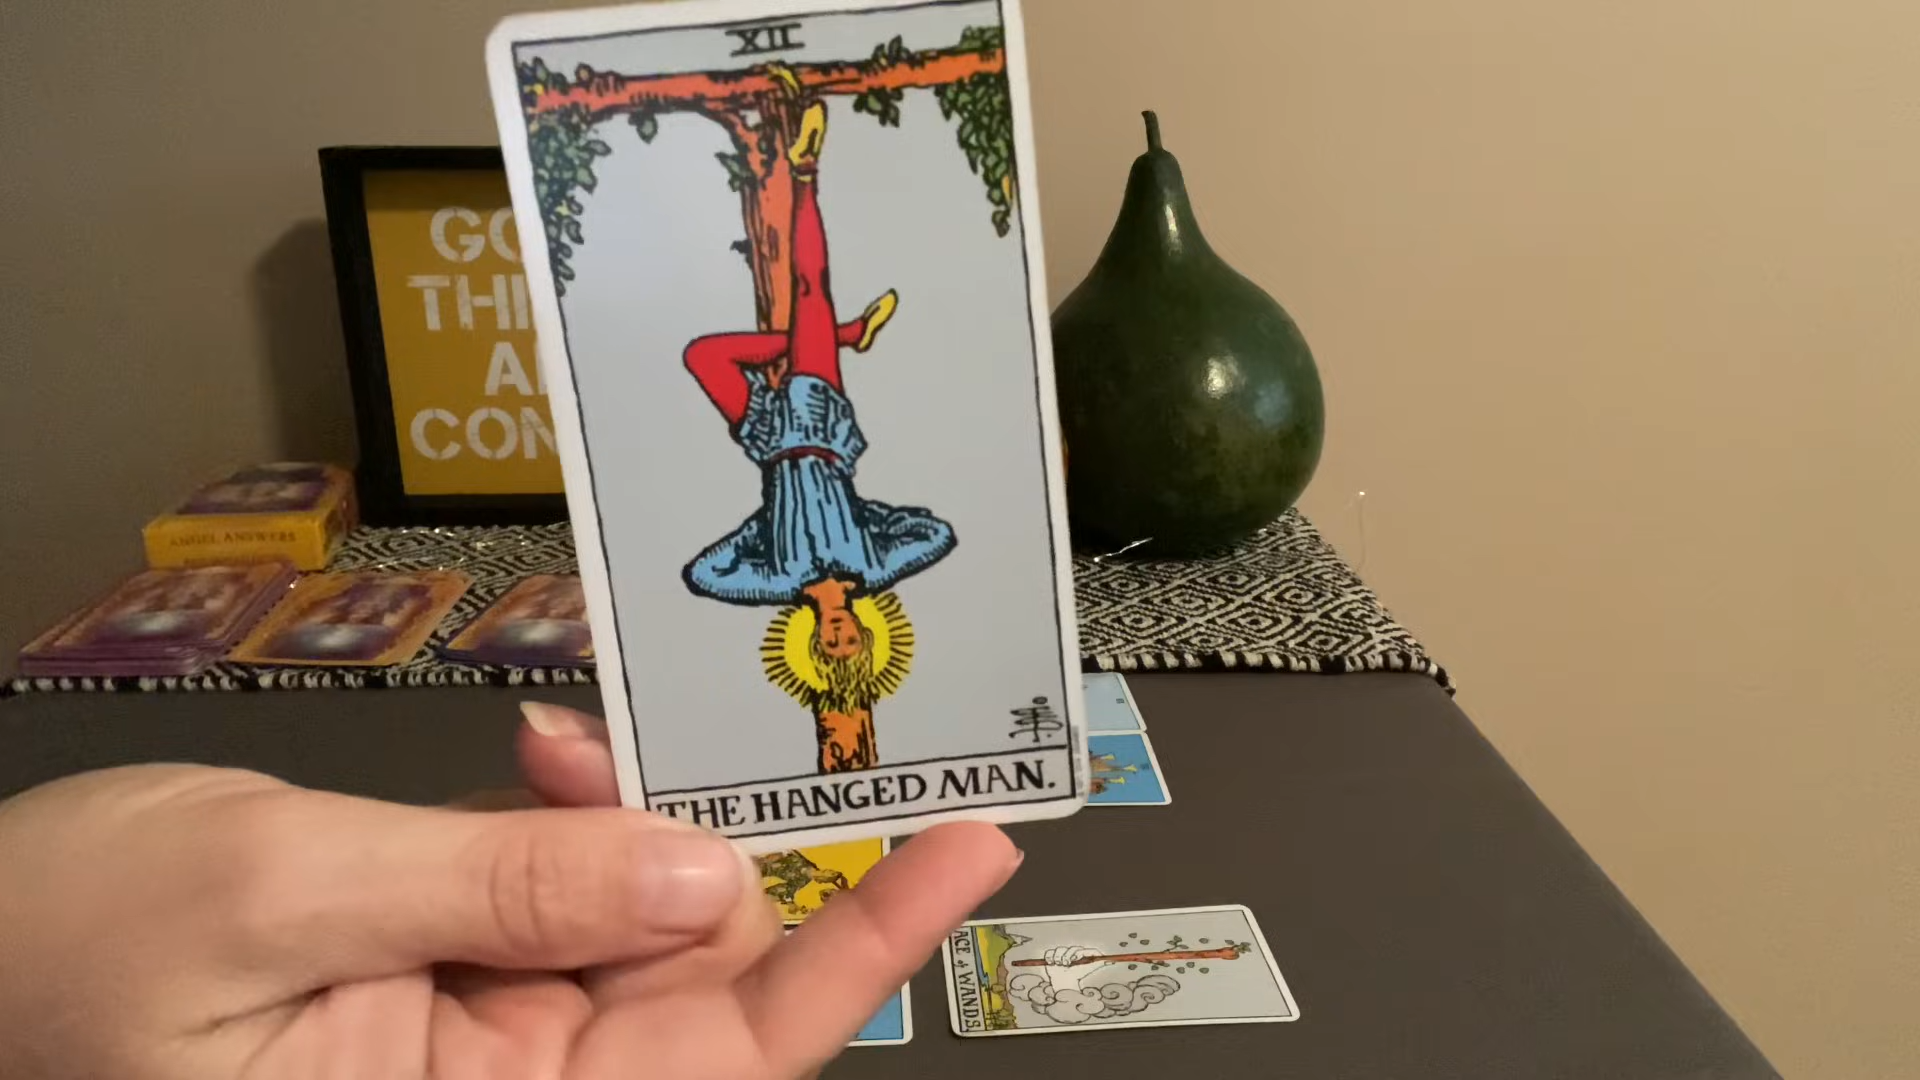 XII
GO
THI
A
CON
ANGEL ANSWERS
THE HANGED MAN.
ACE of WANDS.